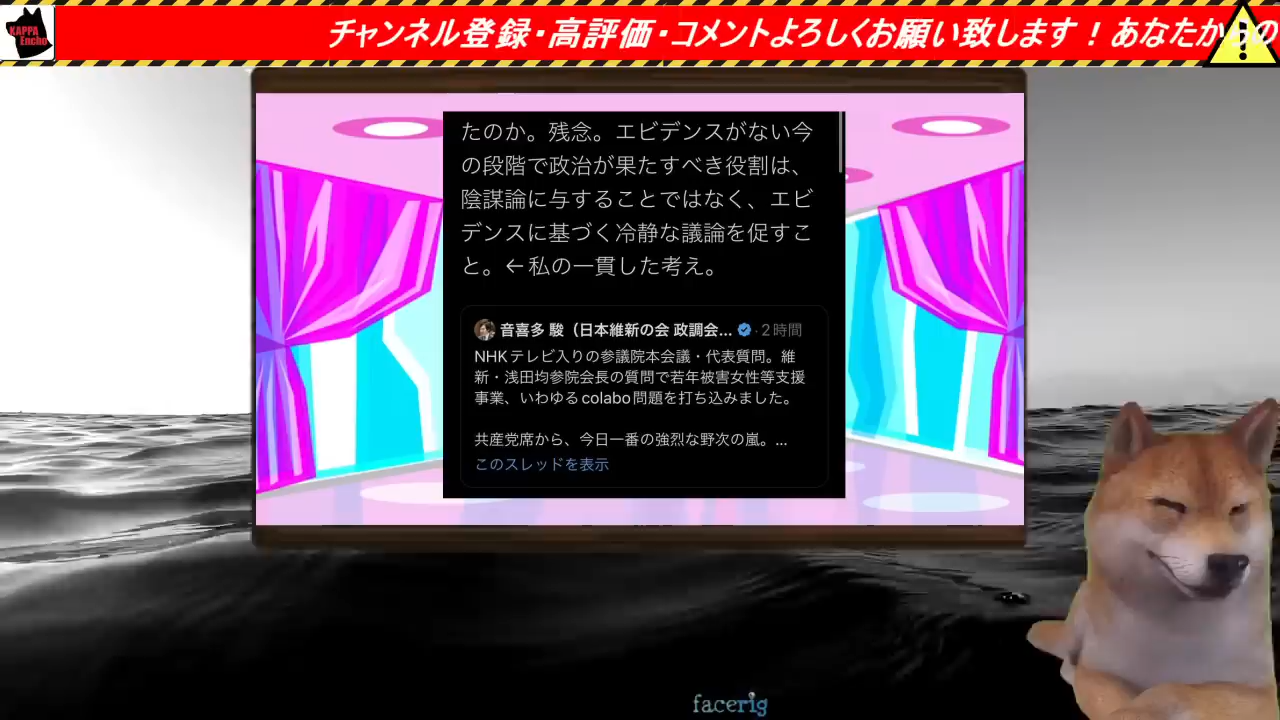 KAPPA
Encho
チャンネル登録・高評価・コメントよろしくお願い致します！あなたからの
たのか。残念。エビデンスがない今
の段階で政治が果たすべき役割は、
陰謀論に与することではなく、エビ
デンスに基づく冷静な議論を促すこ
と。←私の一貫した考え。
音喜多 駿（日本維新の会 政調会... · 2時間
NHKテレビ入りの参議院本会議・代表質問。維
新・浅田均参院会長の質問で若年被害女性等支援
事業、いわゆるcolabo問題を打ち込みました。
共産党席から、今日一番の強烈な野次の嵐。...
このスレッドを表示
facerig